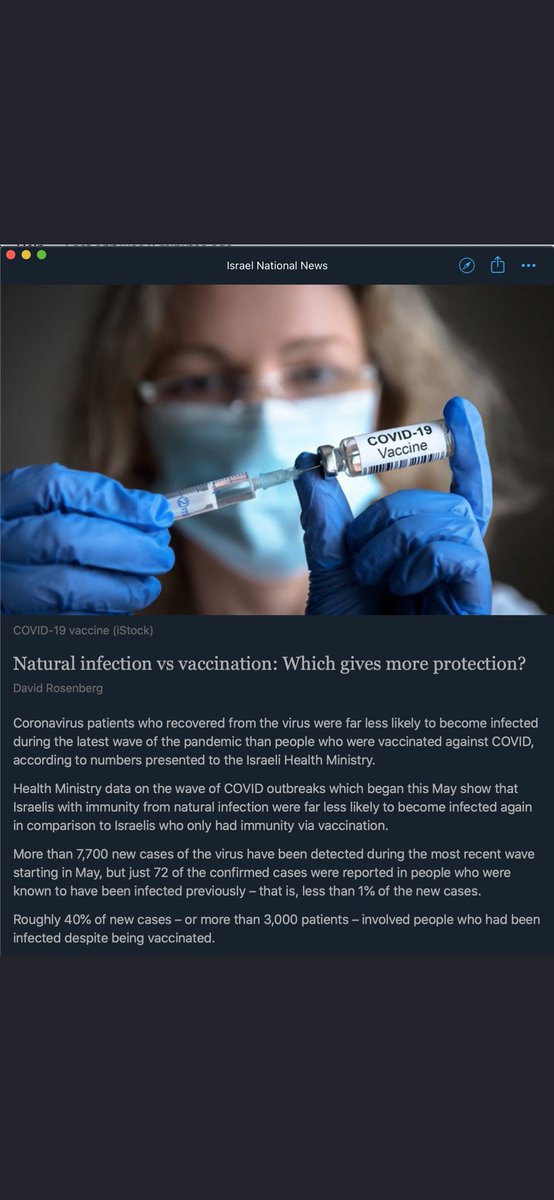 Israel National News
COVID-19
Vaccine
COVID-19 vaccine (iStock)
Natural infection vs vaccination: Which gives more protection?
David Rosenberg
Coronavirus patients who recovered from the virus were far less likely to become infected
during the latest wave of the pandemic than people who were vaccinated against COVID,
according to numbers presented to the Israeli Health Ministry.
Health Ministry data on the wave of COVID outbreaks which began this May show that
Israelis with immunity from natural infection were far less likely to become infected again
in comparison to Israelis who only had immunity via vaccination.
More than 7,700 new cases of the virus have been detected during the most recent wave
starting in May, but just 72 of the confirmed cases were reported in people who were
known to have been infected previously – that is, less than 1% of the new cases.
Roughly 40% of new cases – or more than 3,000 patients – involved people who had been
infected despite being vaccinated.